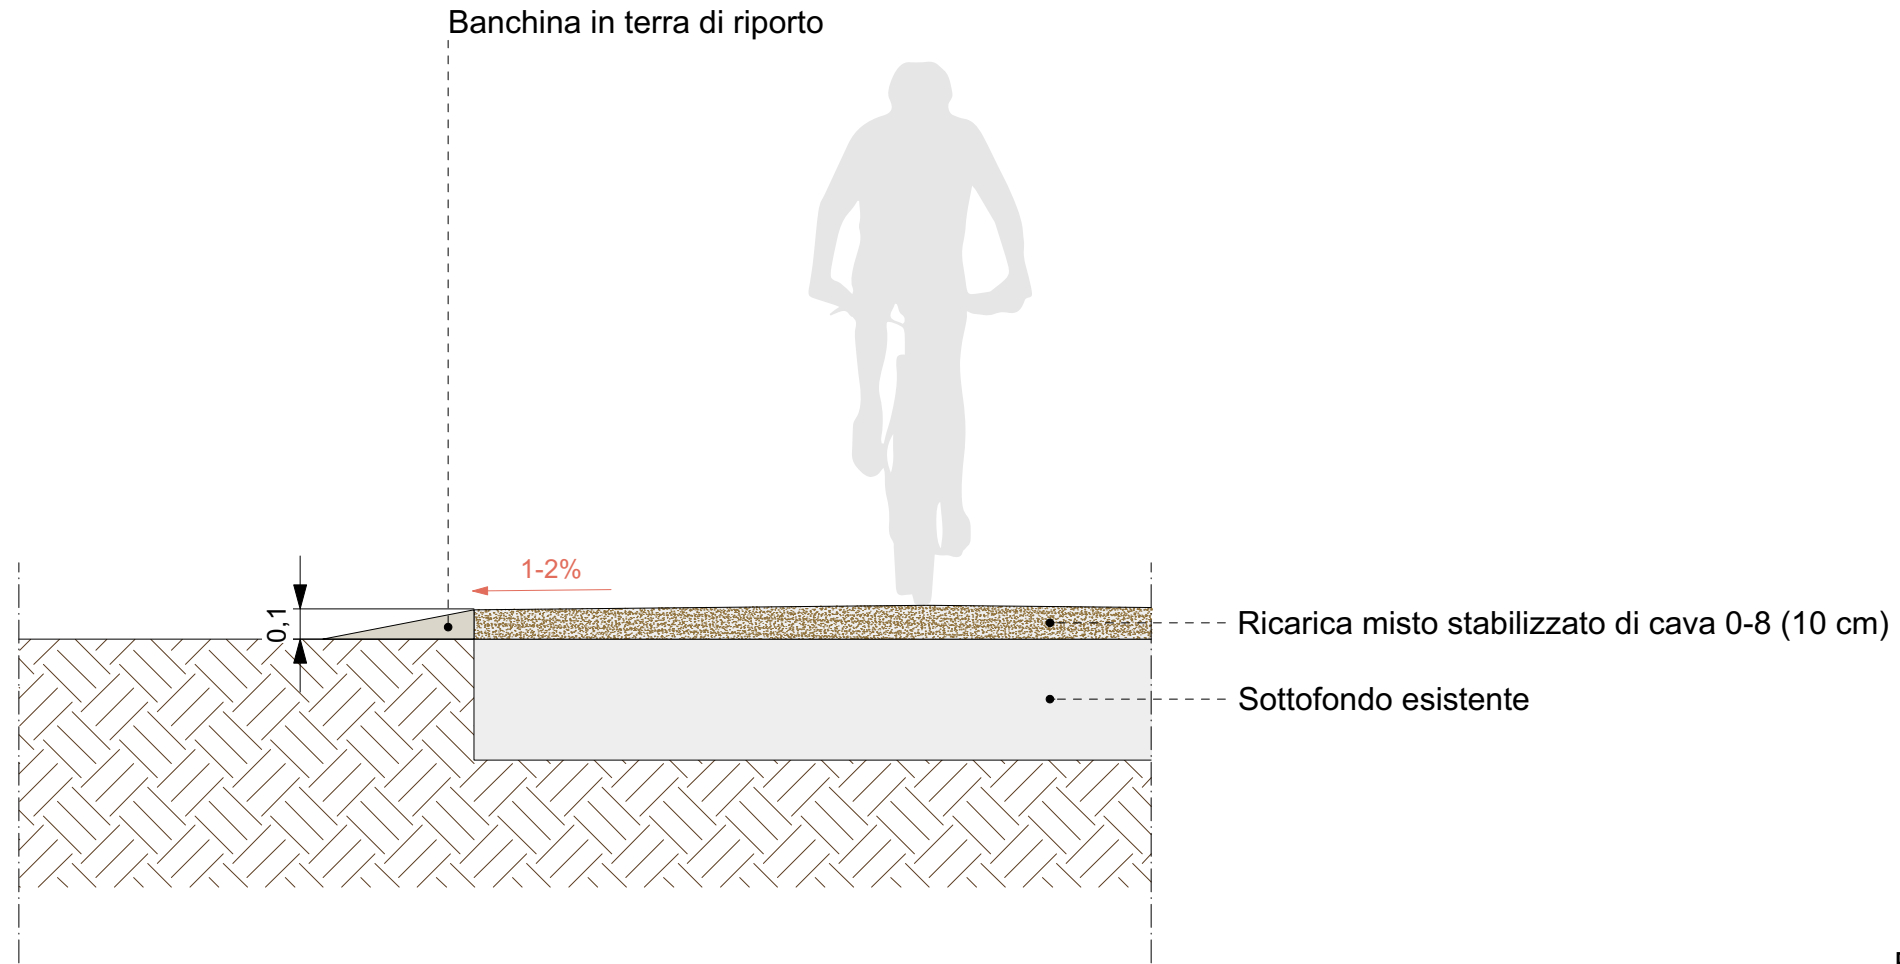 Banchina in terra di riporto
1-2%
0,1
Ricarica misto stabilizzato di cava 0-8 (10 cm)
Sottofondo esistente